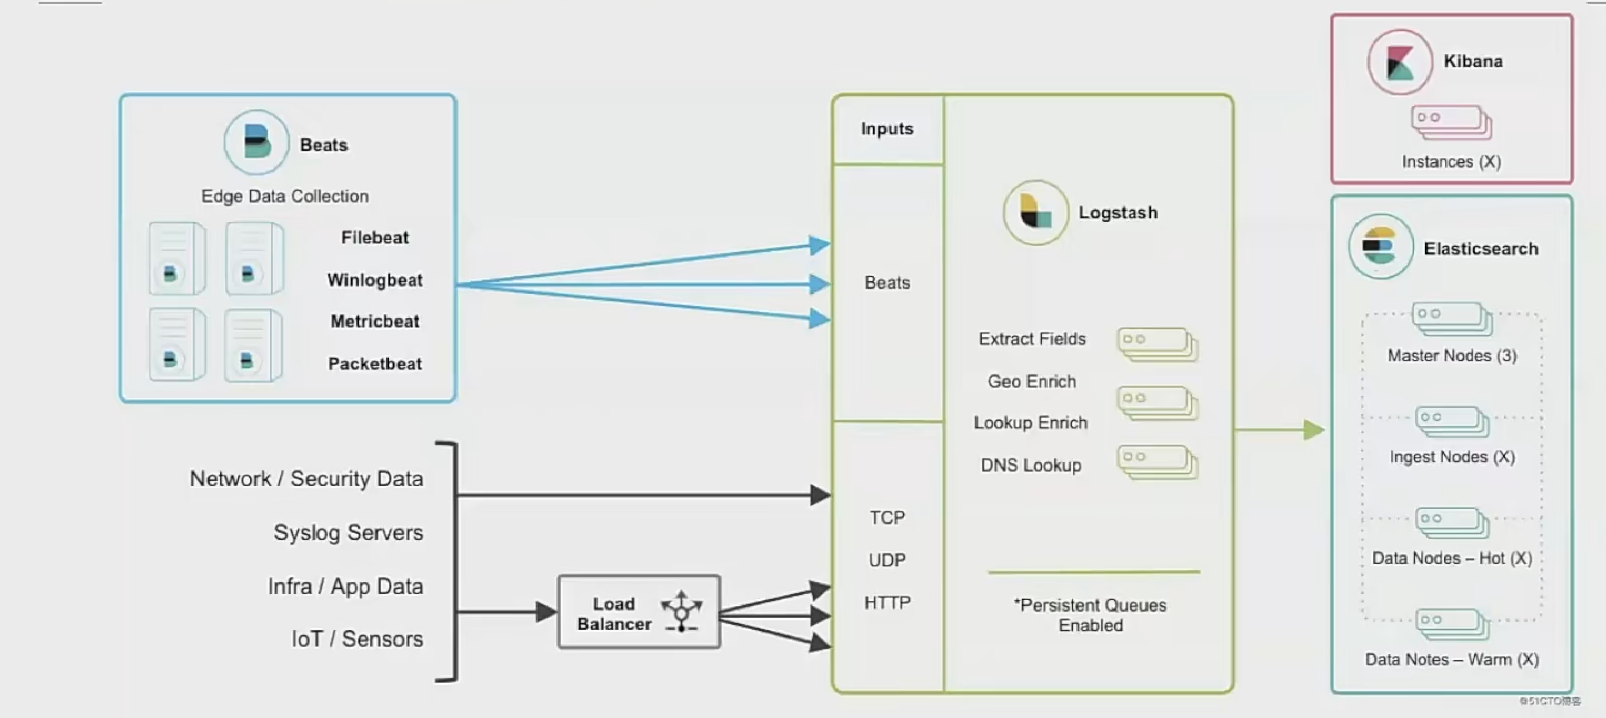 Beats
Edge Data Collection
Filebeat
Winlogbeat
Metricbeat
Packetbeat
Network / Security Data
Syslog Servers
Infra / App Data
IoT / Sensors
Load
Balancer
Inputs
Beats
TCP
UDP
HTTP
Logstash
Extract Fields
Geo Enrich
Lookup Enrich
DNS Lookup
*Persistent Queues
Enabled
Kibana
Instances (X)
Elasticsearch
Master Nodes (3)
Ingest Nodes (X)
Data Nodes – Hot (X)
Data Notes – Warm (X)
@51CTO博客